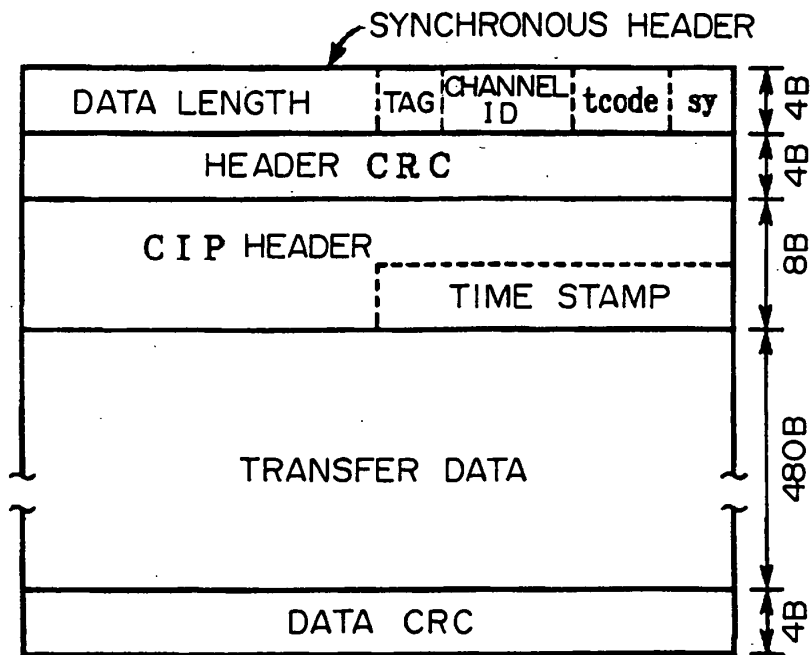 SYNCHRONOUS HEADER
DATA LENGTH TAG CHANNEL ID tcode sy 4B
HEADER CRC 4B
CIP HEADER 8B
TIME STAMP
TRANSFER DATA 480B
DATA CRC 4B